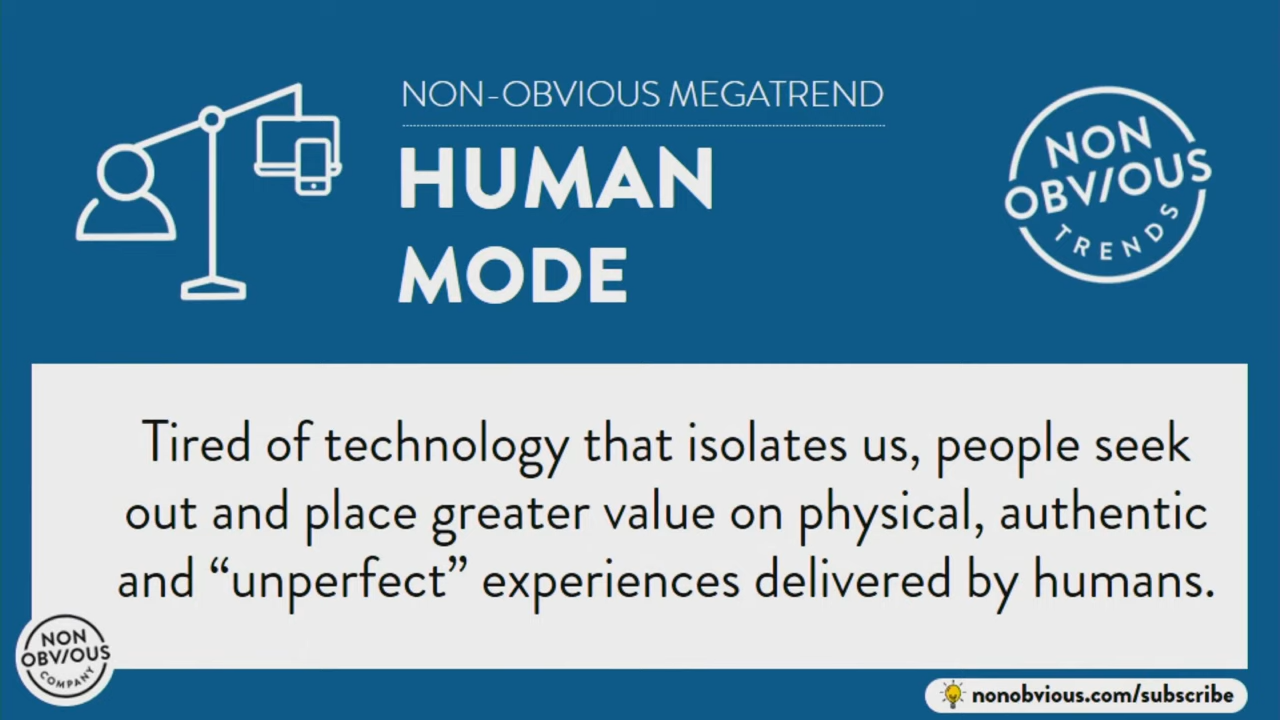 NON-OBVIOUS MEGATREND
HUMAN
MODE
NON
OBV/OUS
TRENDS
Tired of technology that isolates us, people seek
out and place greater value on physical, authentic
and “unperfect” experiences delivered by humans.
NON
OBV/OUS
COMPANY
nonobvious.com/subscribe